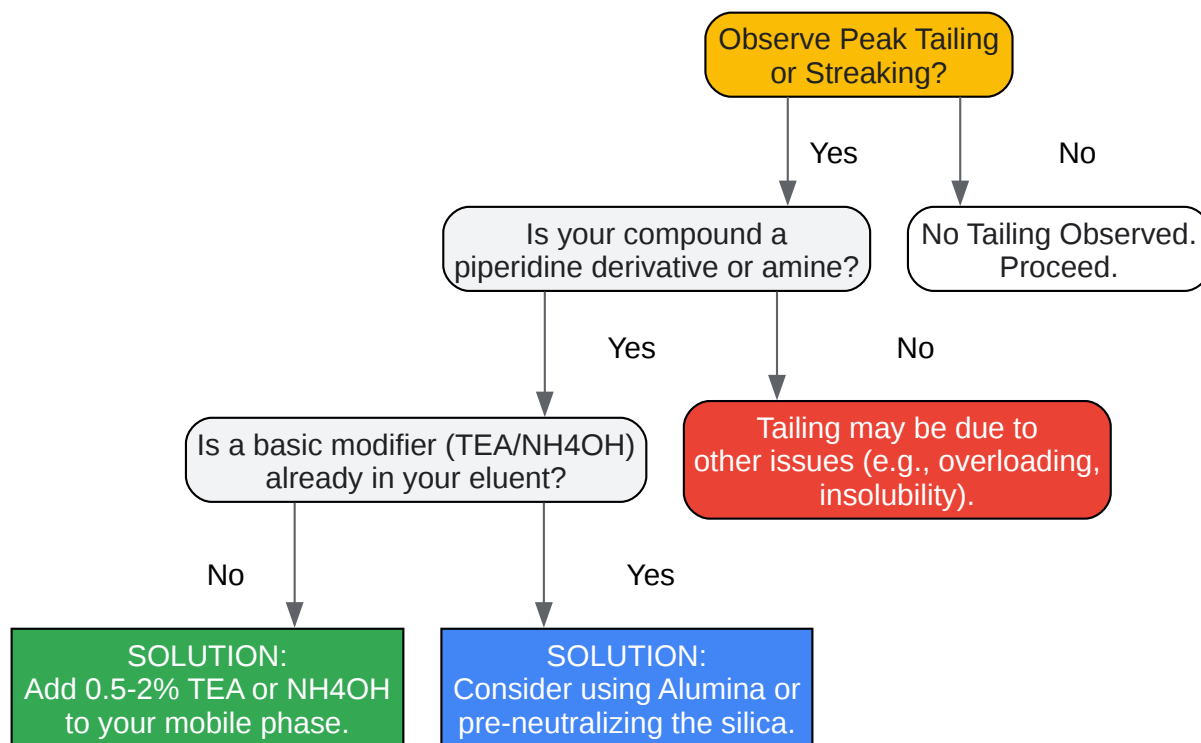 Observe Peak Tailing
or Streaking?
Yes
No
Is your compound a
piperidine derivative or amine?
No Tailing Observed.
Proceed.
Yes
No
Is a basic modifier (TEA/NH4OH)
already in your eluent?
Tailing may be due to
other issues (e.g., overloading,
insolubility).
No
Yes
SOLUTION:
Add 0.5-2% TEA or NH4OH
to your mobile phase.
SOLUTION:
Consider using Alumina or
pre-neutralizing the silica.